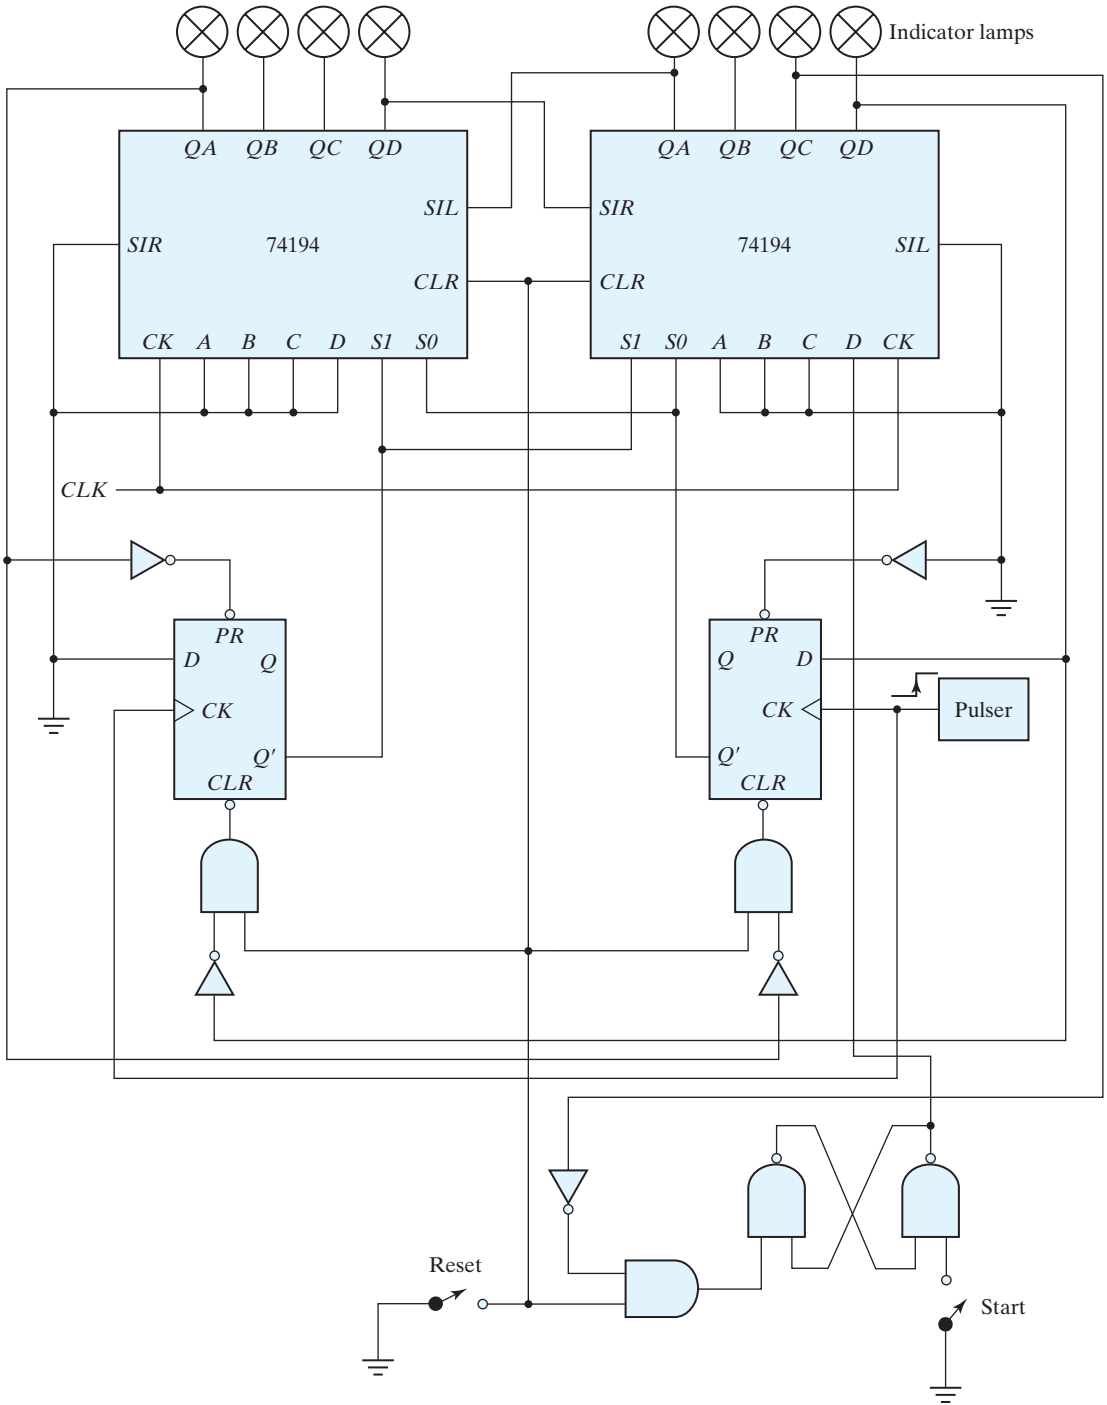 Indicator lamps
QA QB QC QD
QA QB QC QD
SIL
SIR
SIR
74194
74194
SIL
CLR
CLR
CK A B C D S1 S0
S1 S0 A B C D CK
CLK
PR
PR
D Q
Q D
CK
CK
Pulser
Q'
Q'
CLR
CLR
Reset
Start